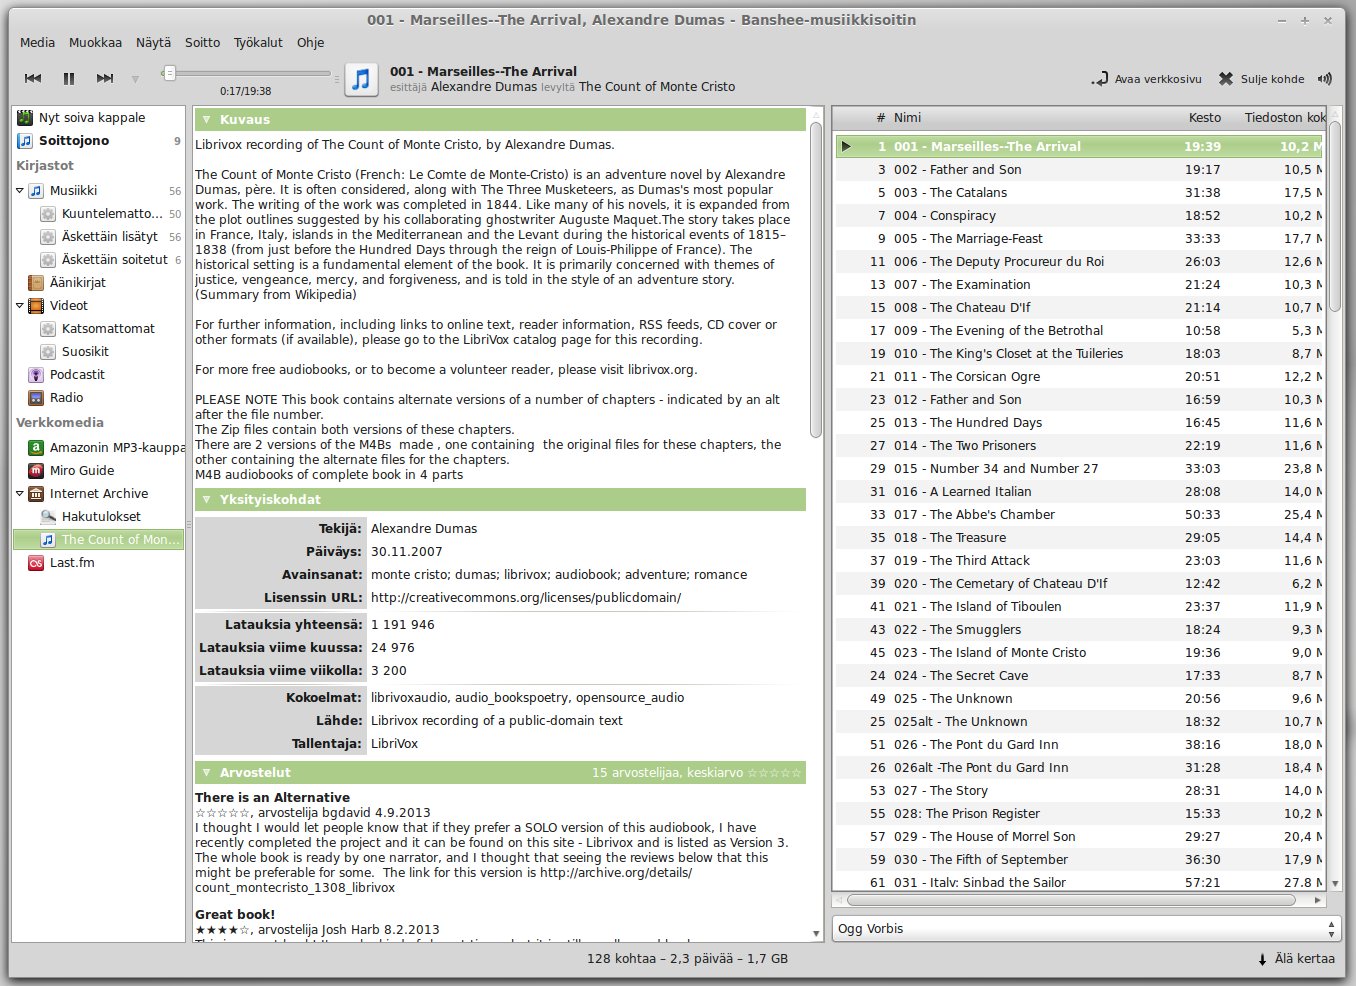 001 - Marseilles--The Arrival, Alexandre Dumas - Banshee-musiikkisoitin
Media Muokkaa Näytä Soitto Työkalut Ohje
0:17/19:38
001 - Marseilles--The Arrival
esittäjä Alexandre Dumas levyltä The Count of Monte Cristo
Avaa verkkosivu Sulje kohde
Nyt soiva kappale
Soittojono 9
Kirjastot
Musiikki 56
Kuuntelematto... 50
Äskettäin lisätyt 56
Äskettäin soitetut 6
Äänikirjat
Videot
Katsomattomat
Suosikit
Podcastit
Radio
Verkkomedia
Amazonin MP3-kauppa
Miro Guide
Internet Archive
Hakutulokset
The Count of Mon...
Last.fm
Kuvaus
Librivox recording of The Count of Monte Cristo, by Alexandre Dumas.
The Count of Monte Cristo (French: Le Comte de Monte-Cristo) is an adventure novel by Alexandre
Dumas, père. It is often considered, along with The Three Musketeers, as Dumas's most popular
work. The writing of the work was completed in 1844. Like many of his novels, it is expanded from
the plot outlines suggested by his collaborating ghostwriter Auguste Maquet.The story takes place
in France, Italy, islands in the Mediterranean and the Levant during the historical events of 1815–
1838 (from just before the Hundred Days through the reign of Louis-Philippe of France). The
historical setting is a fundamental element of the book. It is primarily concerned with themes of
justice, vengeance, mercy, and forgiveness, and is told in the style of an adventure story.
(Summary from Wikipedia)
For further information, including links to online text, reader information, RSS feeds, CD cover or
other formats (if available), please go to the LibriVox catalog page for this recording.
For more free audiobooks, or to become a volunteer reader, please visit librivox.org.
PLEASE NOTE This book contains alternate versions of a number of chapters - indicated by an alt
after the file number.
The Zip files contain both versions of these chapters.
There are 2 versions of the M4Bs  made , one containing  the original files for these chapters, the
other containing the alternate files for the chapters.
M4B audiobooks of complete book in 4 parts
Yksityiskohdat
Tekijä: Alexandre Dumas
Päiväys: 30.11.2007
Avainsanat: monte cristo; dumas; librivox; audiobook; adventure; romance
Lisenssin URL: http://creativecommons.org/licenses/publicdomain/
Latauksia yhteensä: 1 191 946
Latauksia viime kuussa: 24 976
Latauksia viime viikolla: 3 200
Kokoelmat: librivoxaudio, audio_bookspoetry, opensource_audio
Lähde: Librivox recording of a public-domain text
Tallentaja: LibriVox
Arvostelut 15 arvostelijaa, keskiarvo ☆☆☆☆☆
There is an Alternative
☆☆☆☆☆, arvostelija bgdavid 4.9.2013
I thought I would let people know that if they prefer a SOLO version of this audiobook, I have
recently completed the project and it can be found on this site - Librivox and is listed as Version 3.
The whole book is ready by one narrator, and I thought that seeing the reviews below that this
might be preferable for some.  The link for this version is http://archive.org/details/
count_montecristo_1308_librivox
Great book!
★★★★☆, arvostelija Josh Harb 8.2.2013
# Nimi Kesto Tiedoston kok
1 001 - Marseilles--The Arrival 19:39 10,2 M
3 002 - Father and Son 19:17 10,5 M
5 003 - The Catalans 31:38 17,5 M
7 004 - Conspiracy 18:52 10,2 M
9 005 - The Marriage-Feast 33:33 17,7 M
11 006 - The Deputy Procureur du Roi 26:03 12,6 M
13 007 - The Examination 21:24 10,3 M
15 008 - The Chateau D'If 21:14 10,7 M
17 009 - The Evening of the Betrothal 10:58 5,3 M
19 010 - The King's Closet at the Tuileries 18:03 8,7 M
21 011 - The Corsican Ogre 20:51 12,2 M
23 012 - Father and Son 16:59 10,3 M
25 013 - The Hundred Days 16:45 11,6 M
27 014 - The Two Prisoners 22:19 11,6 M
29 015 - Number 34 and Number 27 33:03 23,8 M
31 016 - A Learned Italian 28:08 14,0 M
33 017 - The Abbe's Chamber 50:33 25,4 M
35 018 - The Treasure 29:05 14,4 M
37 019 - The Third Attack 23:03 11,6 M
39 020 - The Cemetary of Chateau D'If 12:42 6,2 M
41 021 - The Island of Tiboulen 23:37 11,9 M
43 022 - The Smugglers 18:24 9,3 M
45 023 - The Island of Monte Cristo 19:36 9,0 M
24 024 - The Secret Cave 17:33 8,7 M
49 025 - The Unknown 20:56 9,6 M
25 025alt - The Unknown 18:32 10,7 M
51 026 - The Pont du Gard Inn 38:16 18,0 M
26 026alt -The Pont du Gard Inn 31:28 18,4 M
53 027 - The Story 28:31 14,0 M
55 028: The Prison Register 15:33 10,2 M
57 029 - The House of Morrel Son 29:27 20,4 M
59 030 - The Fifth of September 36:30 17,9 M
61 031 - Italy: Sinbad the Sailor 57:21 27,8 M
Ogg Vorbis
128 kohtaa – 2,3 päivää – 1,7 GB
Älä kertaa